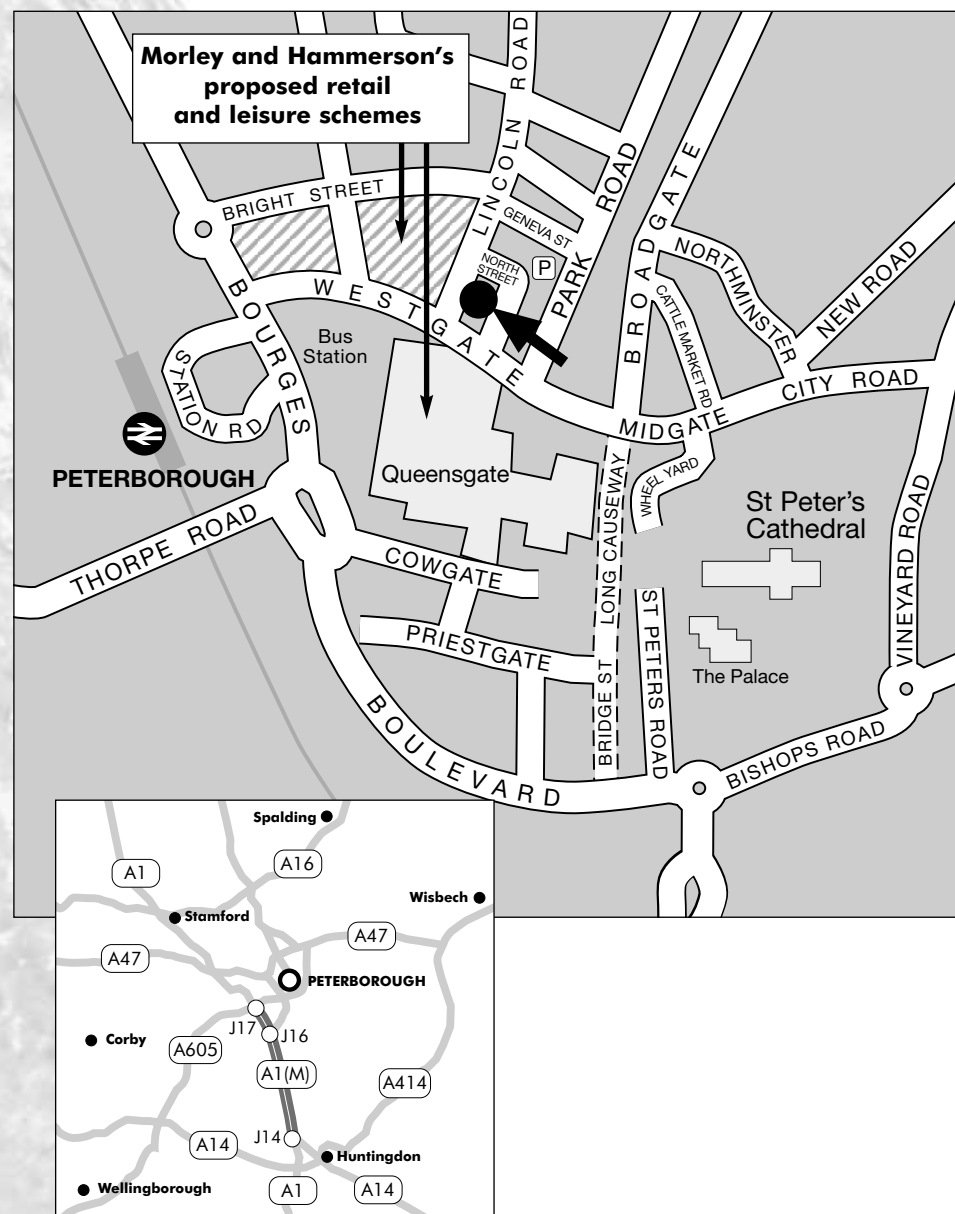 Morley and Hammerson's
proposed retail
and leisure schemes
LINCOLN ROAD
BRIGHT STREET
GENEVA ST
NORTH
STREET
P
PARK ROAD
BROADGATE
NORTHMINSTER
NEW ROAD
CATTLE MARKET RD
WESTGATE
BOURGES
Bus
Station
STATION RD
CITY ROAD
MIDGATE
PETERBOROUGH
Queensgate
WHEEL YARD
St Peter's
Cathedral
THORPE ROAD
LONG CAUSEWAY
VINEYARD ROAD
COWGATE
PRIESTGATE
ST PETERS ROAD
The Palace
BRIDGE ST
BOULEVARD
BISHOPS ROAD
Spalding
A16
A1
Wisbech
Stamford
A47
A47
PETERBOROUGH
J17
J16
Corby
A605
A1(M)
A414
J14
A14
Huntingdon
Wellingborough
A1
A14